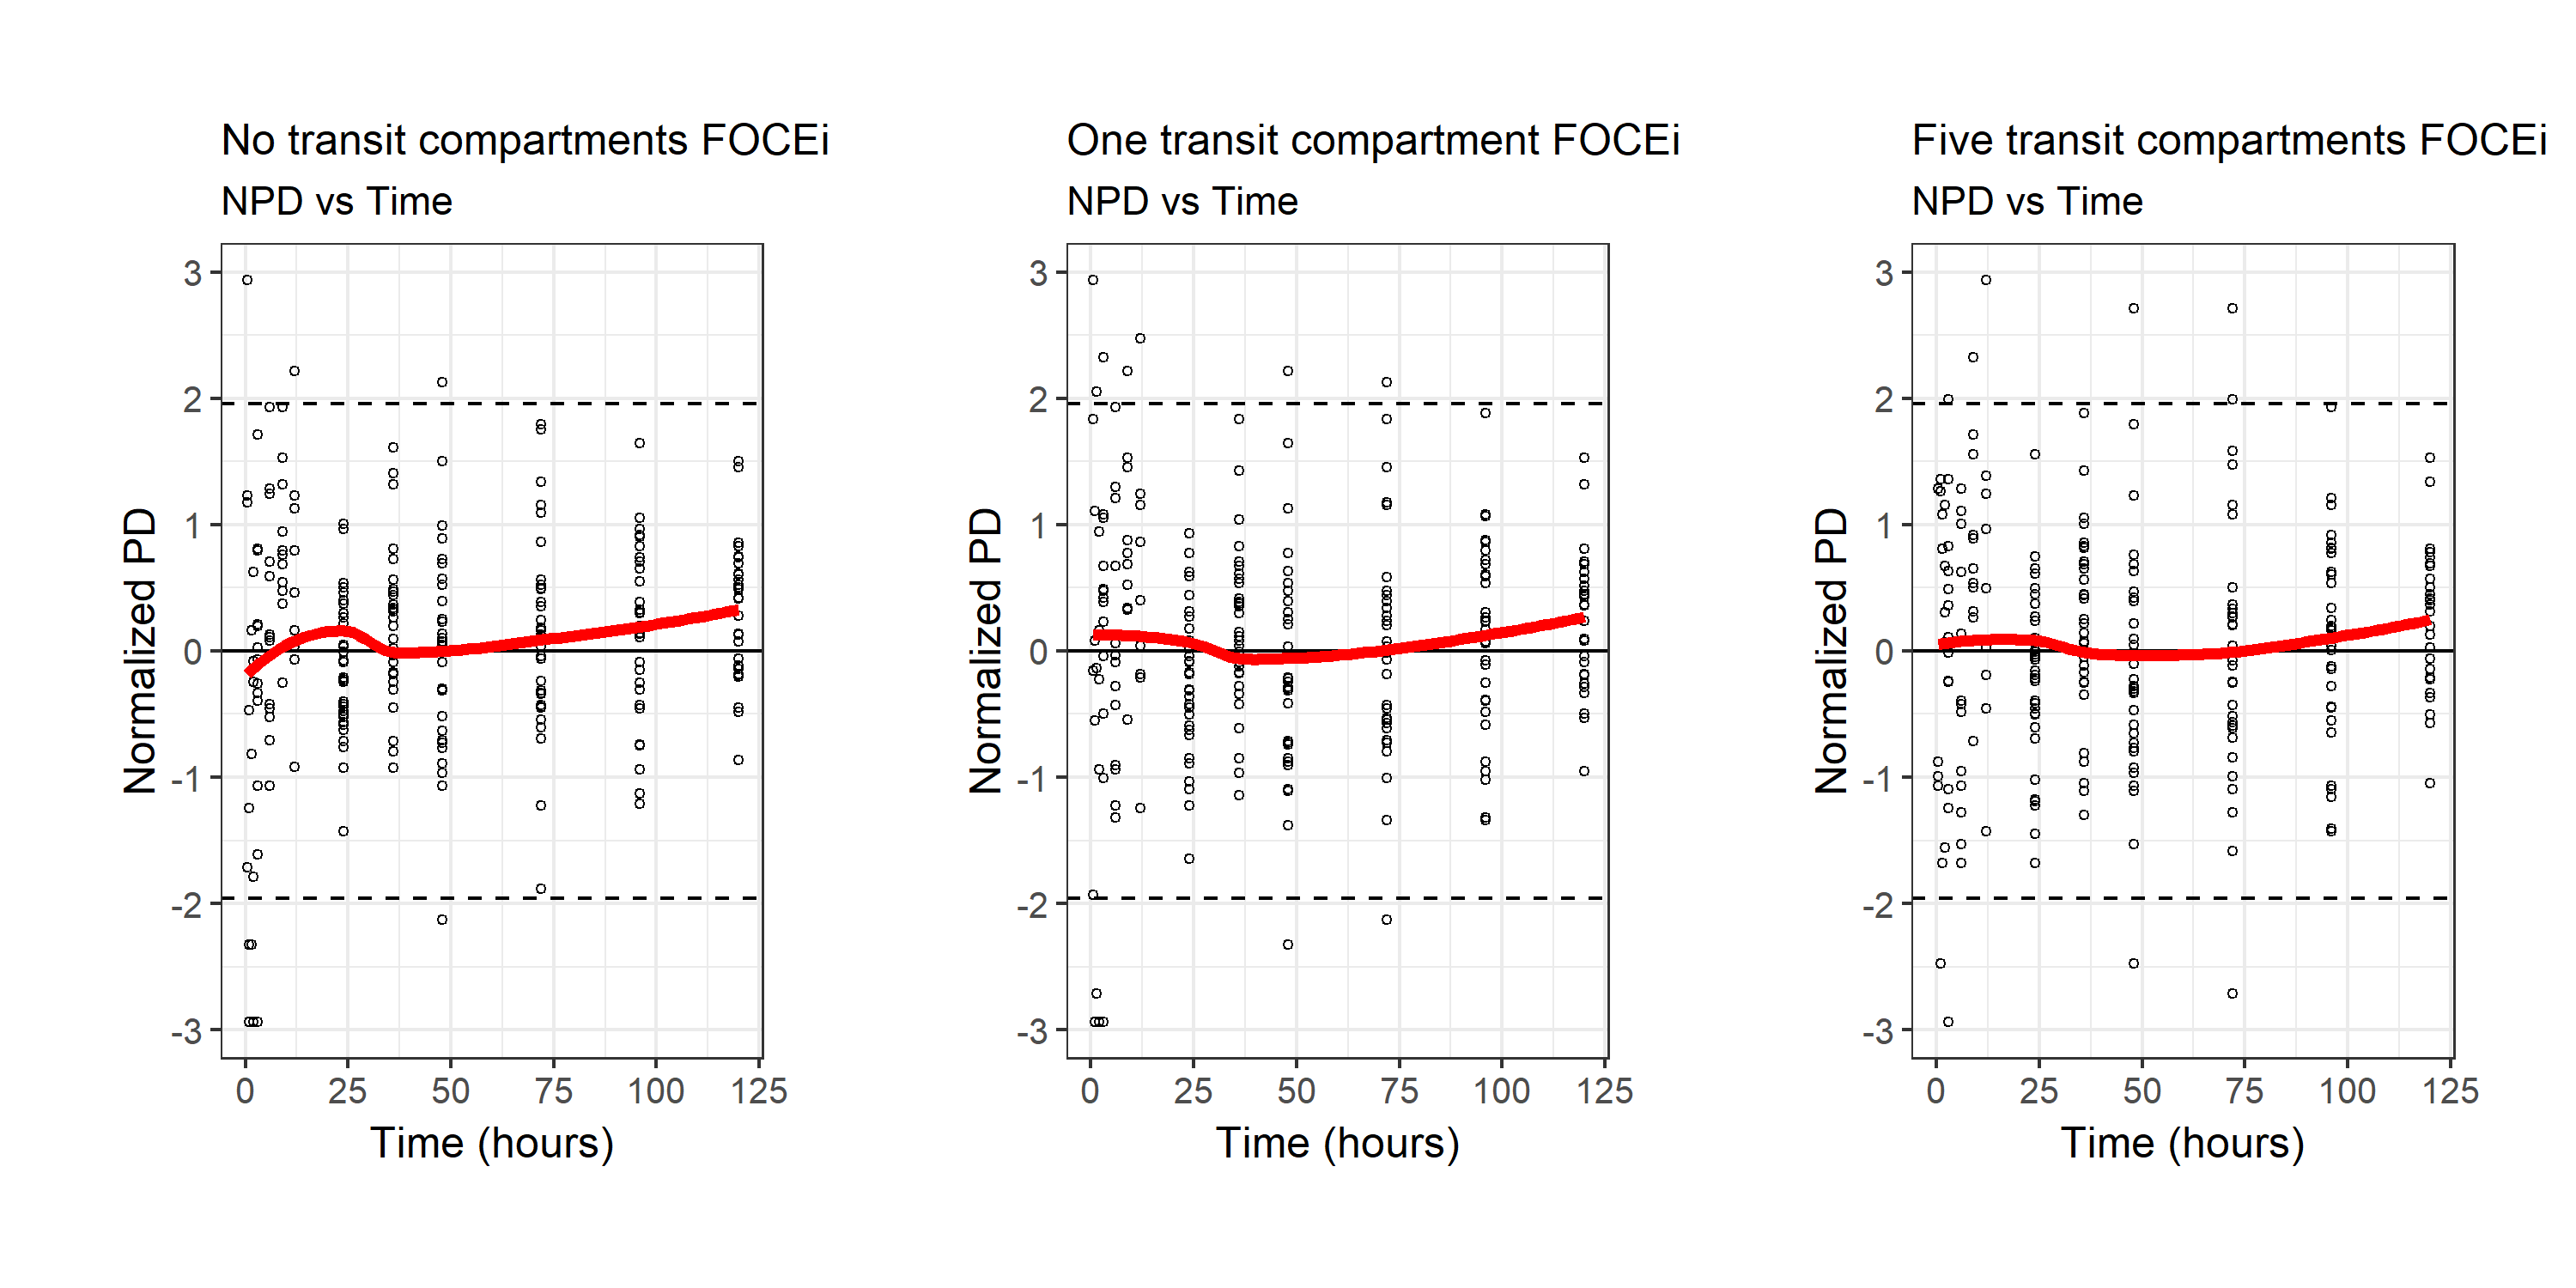 No transit compartments FOCEi
NPD vs Time
3
2
1
0
-1
-2
-3
Normalized PD
0 25 50 75 100 125
Time (hours)
One transit compartment FOCEi
NPD vs Time
3
2
1
0
-1
-2
-3
Normalized PD
0 25 50 75 100 125
Time (hours)
Five transit compartments FOCEi
NPD vs Time
3
2
1
0
-1
-2
-3
Normalized PD
0 25 50 75 100 125
Time (hours)